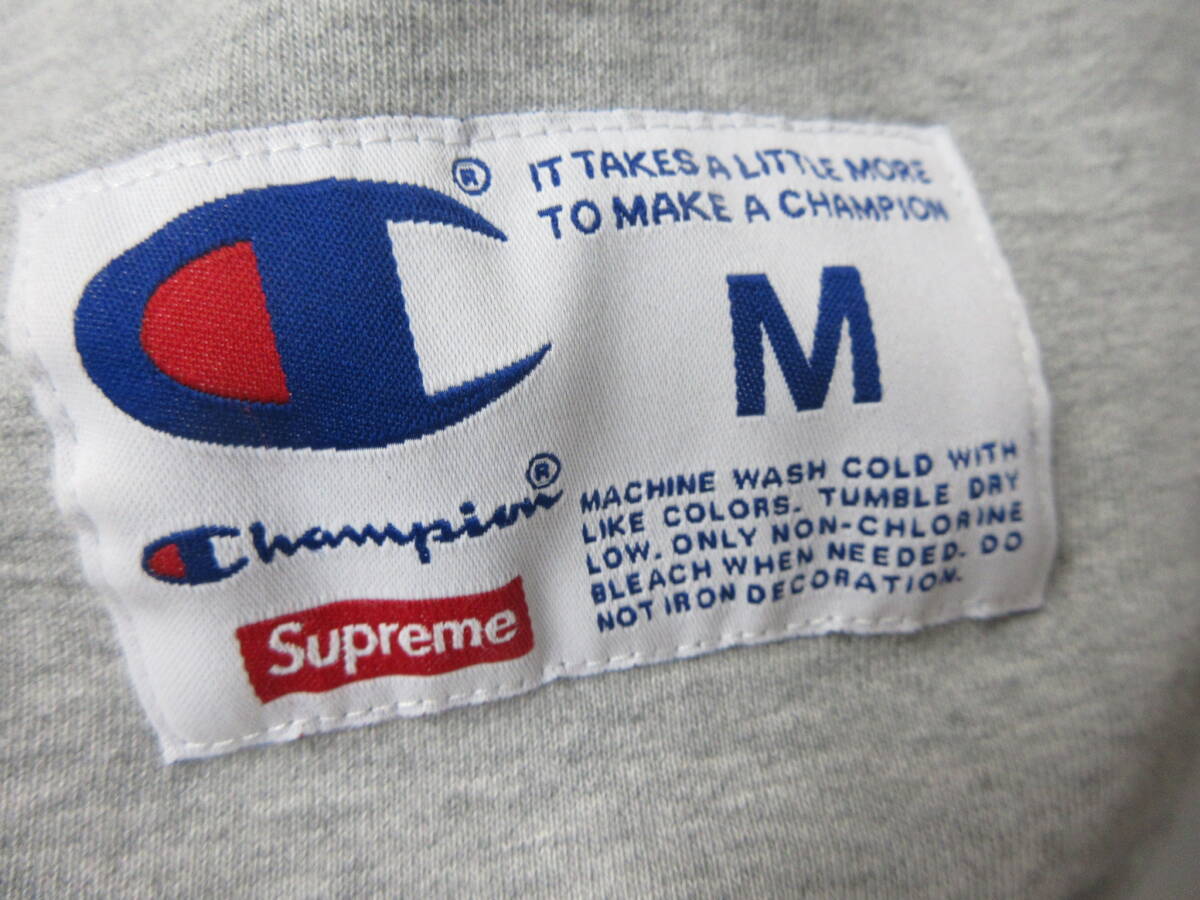 ®
IT TAKES A LITTLE MORE
TO MAKE A CHAMPION
M
Champion®
Supreme
MACHINE WASH COLD WITH
LIKE COLORS. TUMBLE DRY
LOW. ONLY NON-CHLORINE
BLEACH WHEN NEEDED. DO
NOT IRON DECORATION.